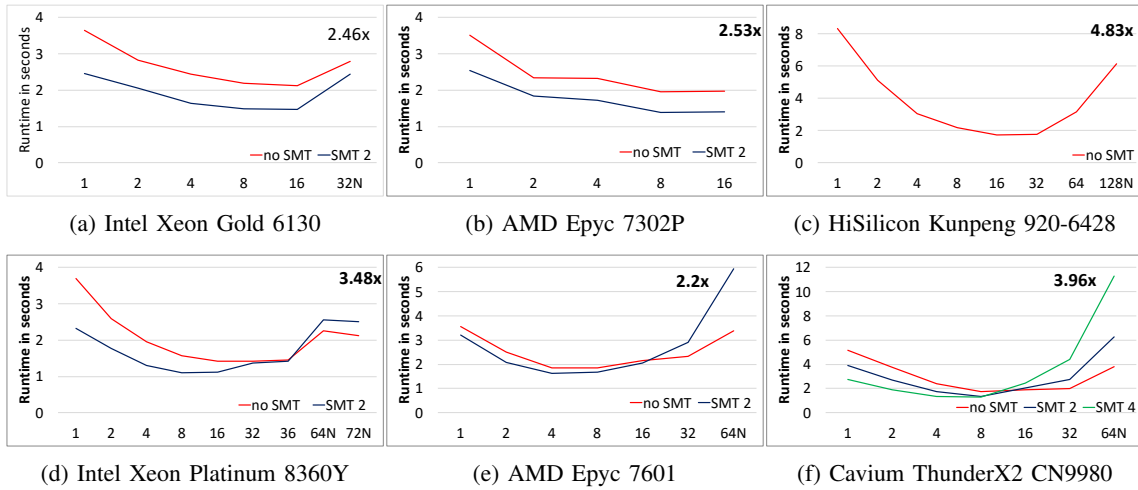 4
3
2
1
0
Runtime in seconds
2.46x
no SMT SMT 2
1 2 4 8 16 32N
(a) Intel Xeon Gold 6130
4
3
2
1
0
Runtime in seconds
2.53x
no SMT SMT 2
1 2 4 8 16
(b) AMD Epyc 7302P
8
6
4
2
0
Runtime in seconds
4.83x
no SMT
1 2 4 8 16 32 64 128N
(c) HiSilicon Kunpeng 920-6428
4
3
2
1
0
Runtime in seconds
3.48x
no SMT SMT 2
1 2 4 8 16 32 36 64N 72N
(d) Intel Xeon Platinum 8360Y
6
5
4
3
2
1
0
Runtime in seconds
2.2x
no SMT SMT 2
1 2 4 8 16 32 64N
(e) AMD Epyc 7601
12
10
8
6
4
2
0
Runtime in seconds
3.96x
no SMT SMT 2 SMT 4
1 2 4 8 16 32 64N
(f) Cavium ThunderX2 CN9980